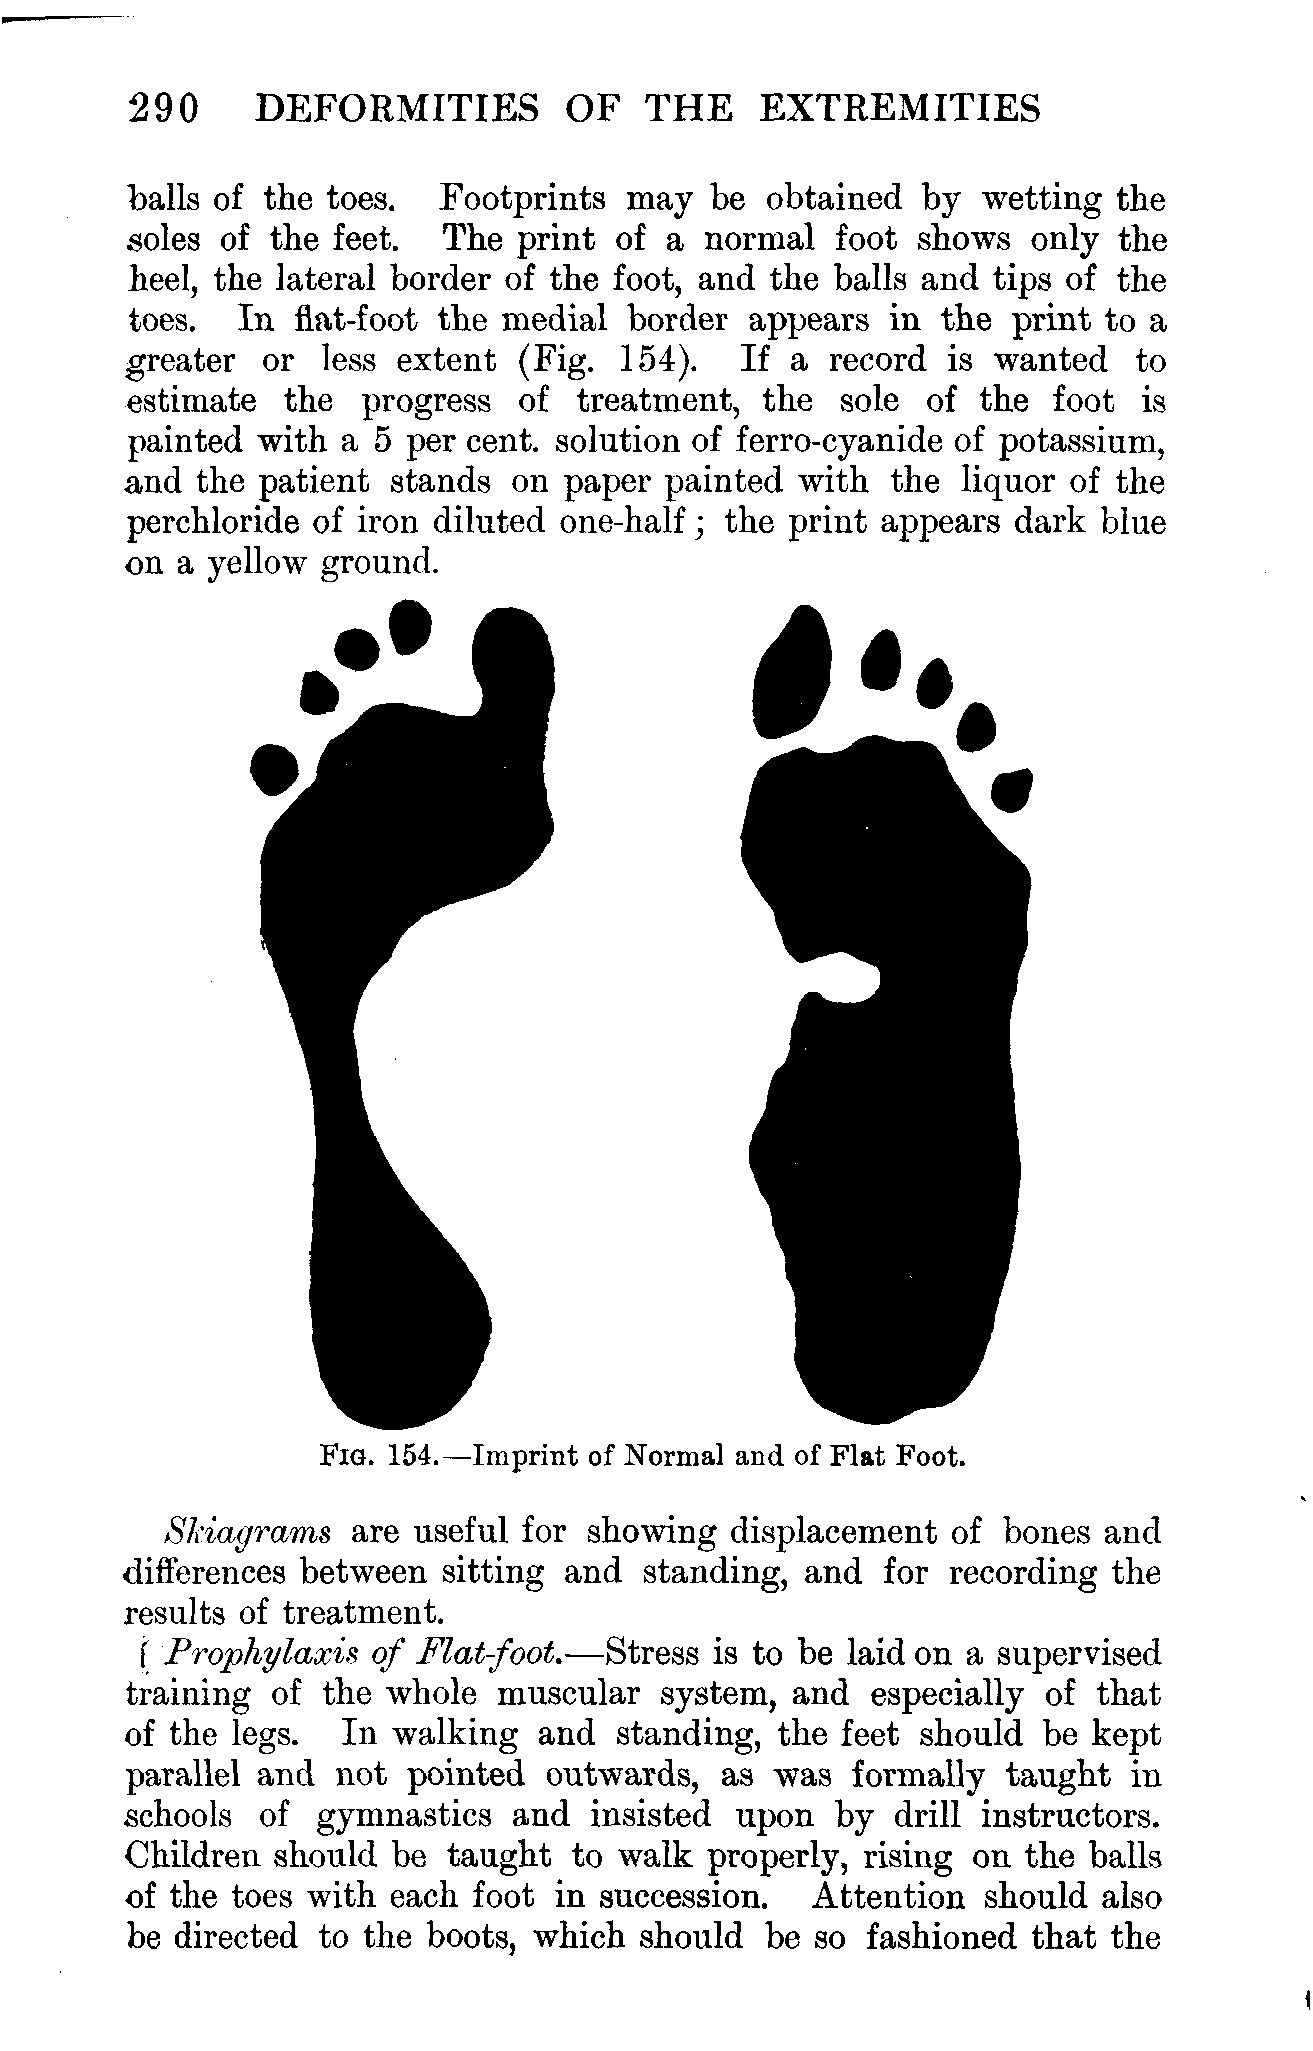 290 DEFORMITIES OF THE EXTREMITIES
balls of the toes. Footprints may be obtained by wetting the
soles of the feet. The print of a normal foot shows only the
heel, the lateral border of the foot, and the balls and tips of the
toes. In flat-foot the medial border appears in the print to a
greater or less extent (Fig. 154). If a record is wanted to
estimate the progress of treatment, the sole of the foot is
painted with a 5 per cent. solution of ferro-cyanide of potassium,
and the patient stands on paper painted with the liquor of the
perchloride of iron diluted one-half ; the print appears dark blue
on a yellow ground.
FIG. 154.—Imprint of Normal and of Flat Foot.
Skiagrams are useful for showing displacement of bones and
differences between sitting and standing, and for recording the
results of treatment.
Prophylaxis of Flat-foot.—Stress is to be laid on a supervised
training of the whole muscular system, and especially of that
of the legs. In walking and standing, the feet should be kept
parallel and not pointed outwards, as was formally taught in
schools of gymnastics and insisted upon by drill instructors.
Children should be taught to walk properly, rising on the balls
of the toes with each foot in succession. Attention should also
be directed to the boots, which should be so fashioned that the